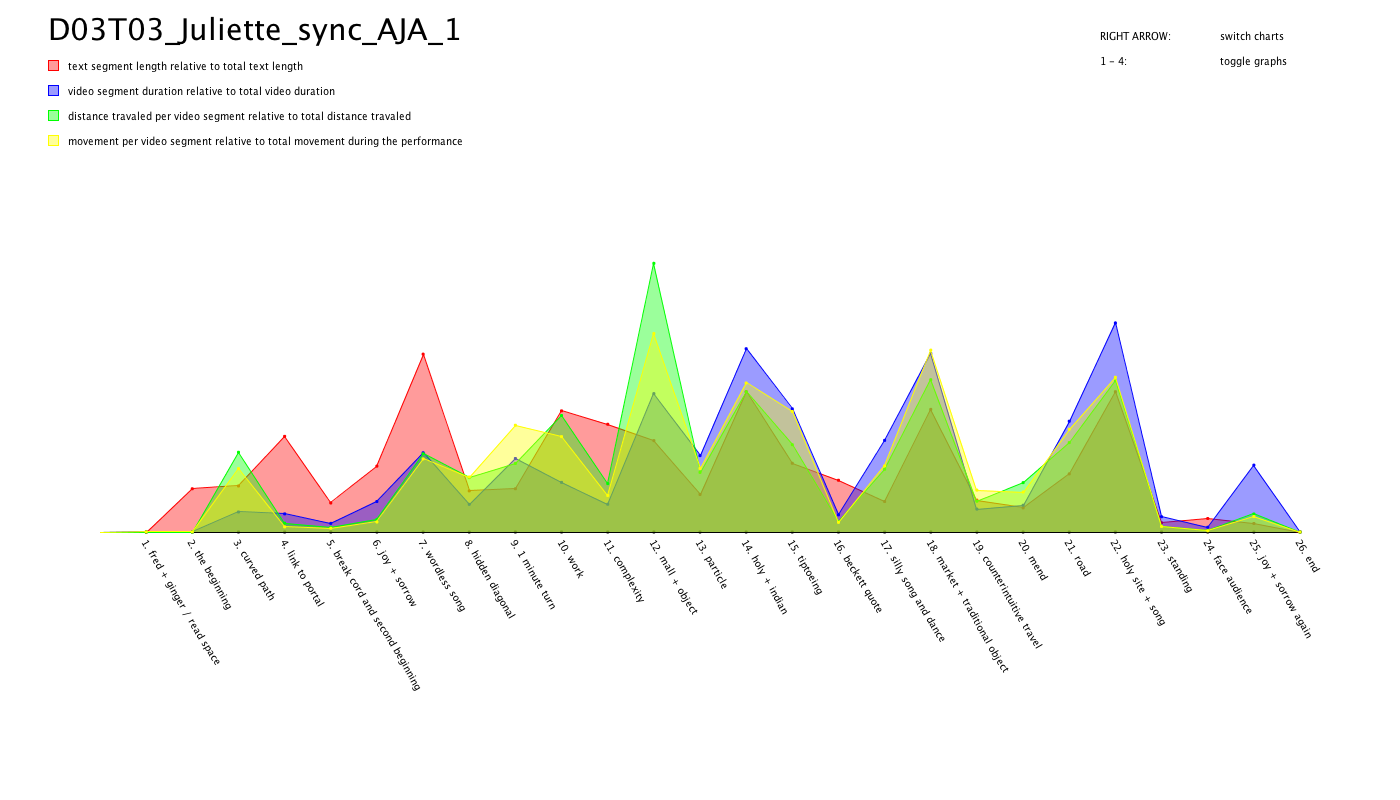 D03T03_Juliette_sync_AJA_1
RIGHT ARROW: switch charts
1 - 4: toggle graphs
text segment length relative to total text length
video segment duration relative to total video duration
distance travaled per video segment relative to total distance travaled
movement per video segment relative to total movement during the performance
1. fred + ginger / read space
2. the beginning
3. curved path
4. link to portal
5. break cord and second beginning
6. joy + sorrow
7. wordless song
8. hidden diagonal
9. 1 minute turn
10. work
11. complexity
12. mall + object
13. particle
14. holy + indian
15. tiptoeing
16. beckett quote
17. silly song and dance
18. market + traditional object
19. counterintuitive travel
20. mend
21. road
22. holy site + song
23. standing
24. face audience
25. joy + sorrow again
26. end